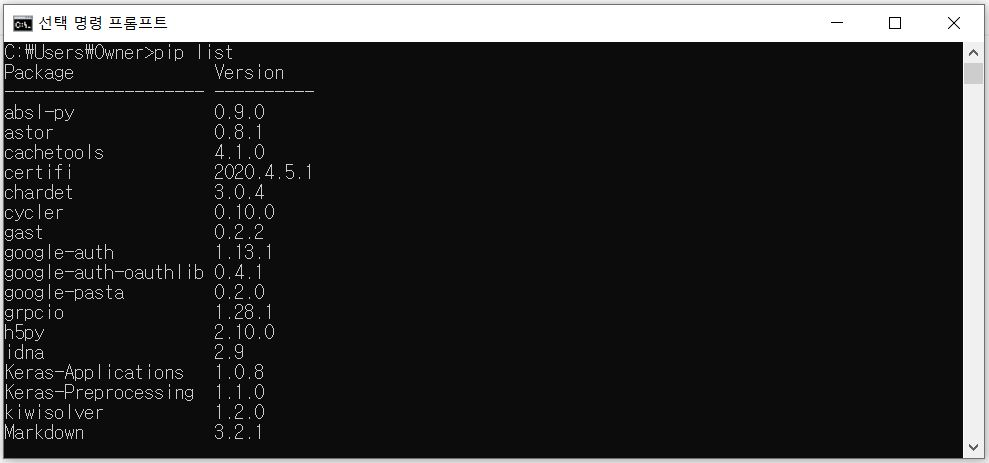 선택 명령 프롬프트
C:\Users\Owner>pip list
Package Version
-------------------- ----------
absl-py 0.9.0
astor 0.8.1
cachetools 4.1.0
certifi 2020.4.5.1
chardet 3.0.4
cycler 0.10.0
gast 0.2.2
google-auth 1.13.1
google-auth-oauthlib 0.4.1
google-pasta 0.2.0
grpcio 1.28.1
h5py 2.10.0
idna 2.9
Keras-Applications 1.0.8
Keras-Preprocessing 1.1.0
kiwisolver 1.2.0
Markdown 3.2.1